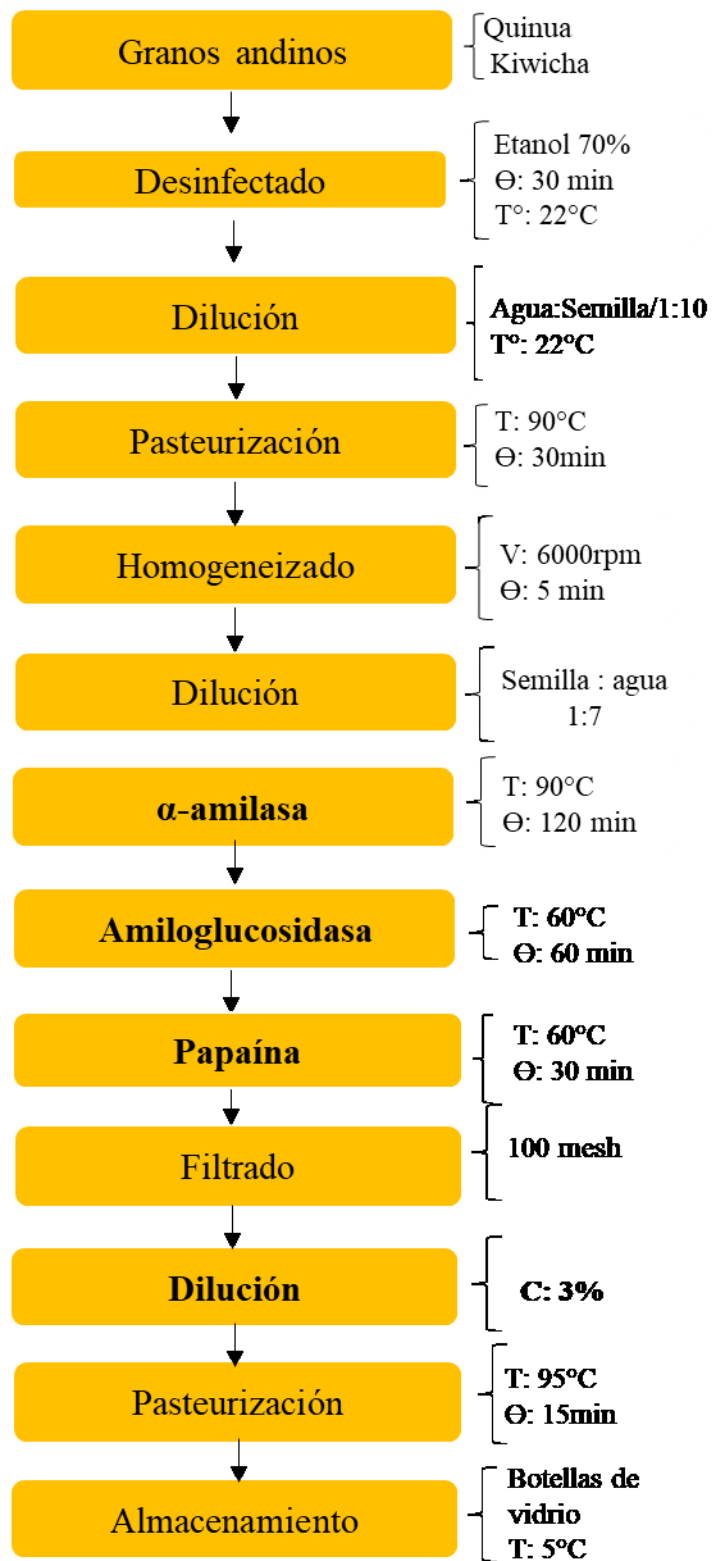 Granos andinos
Quinua
Kiwicha
Desinfectado
Etanol 70%
Ɵ: 30 min
T°: 22°C
Dilución
Agua:Semilla/1:10
T°: 22°C
Pasteurización
T: 90°C
Ɵ: 30min
Homogeneizado
V: 6000rpm
Ɵ: 5 min
Dilución
Semilla : agua
1:7
α-amilasa
T: 90°C
Ɵ: 120 min
Amiloglucosidasa
T: 60°C
Ɵ: 60 min
Papaína
T: 60°C
Ɵ: 30 min
Filtrado
100 mesh
Dilución
C: 3%
Pasteurización
T: 95°C
Ɵ: 15min
Almacenamiento
Botellas de
vidrio
T: 5°C